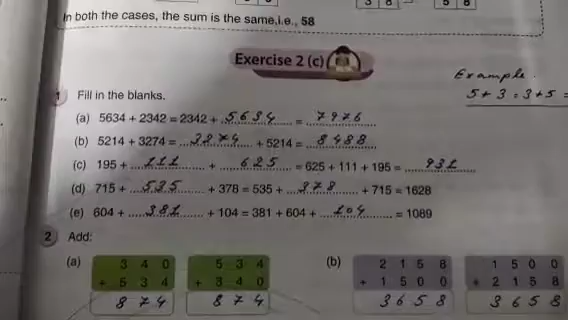 3 8 5 8
In both the cases, the sum is the same,i.e., 58
Exercise 2 (c)
Example.
5 + 3 = 3 + 5 =
1 Fill in the blanks.
(a) 5634 + 2342 = 2342 + 5634 = 7976
(b) 5214 + 3274 = 3274 + 5214 = 8488
(c) 195 + 111 + 625 = 625 + 111 + 195 = 931
(d) 715 + 535 + 378 = 535 + 378 + 715 = 1628
(e) 604 + 381 + 104 = 381 + 604 + 104 = 1089
2 Add:
(a) 3 4 0 5 3 4 (b) 2 1 5 8 1 5 0 0
+ 5 3 4 + 3 4 0 + 1 5 0 0 + 2 1 5 8
8 7 4 8 7 4 3 6 5 8 3 6 5 8